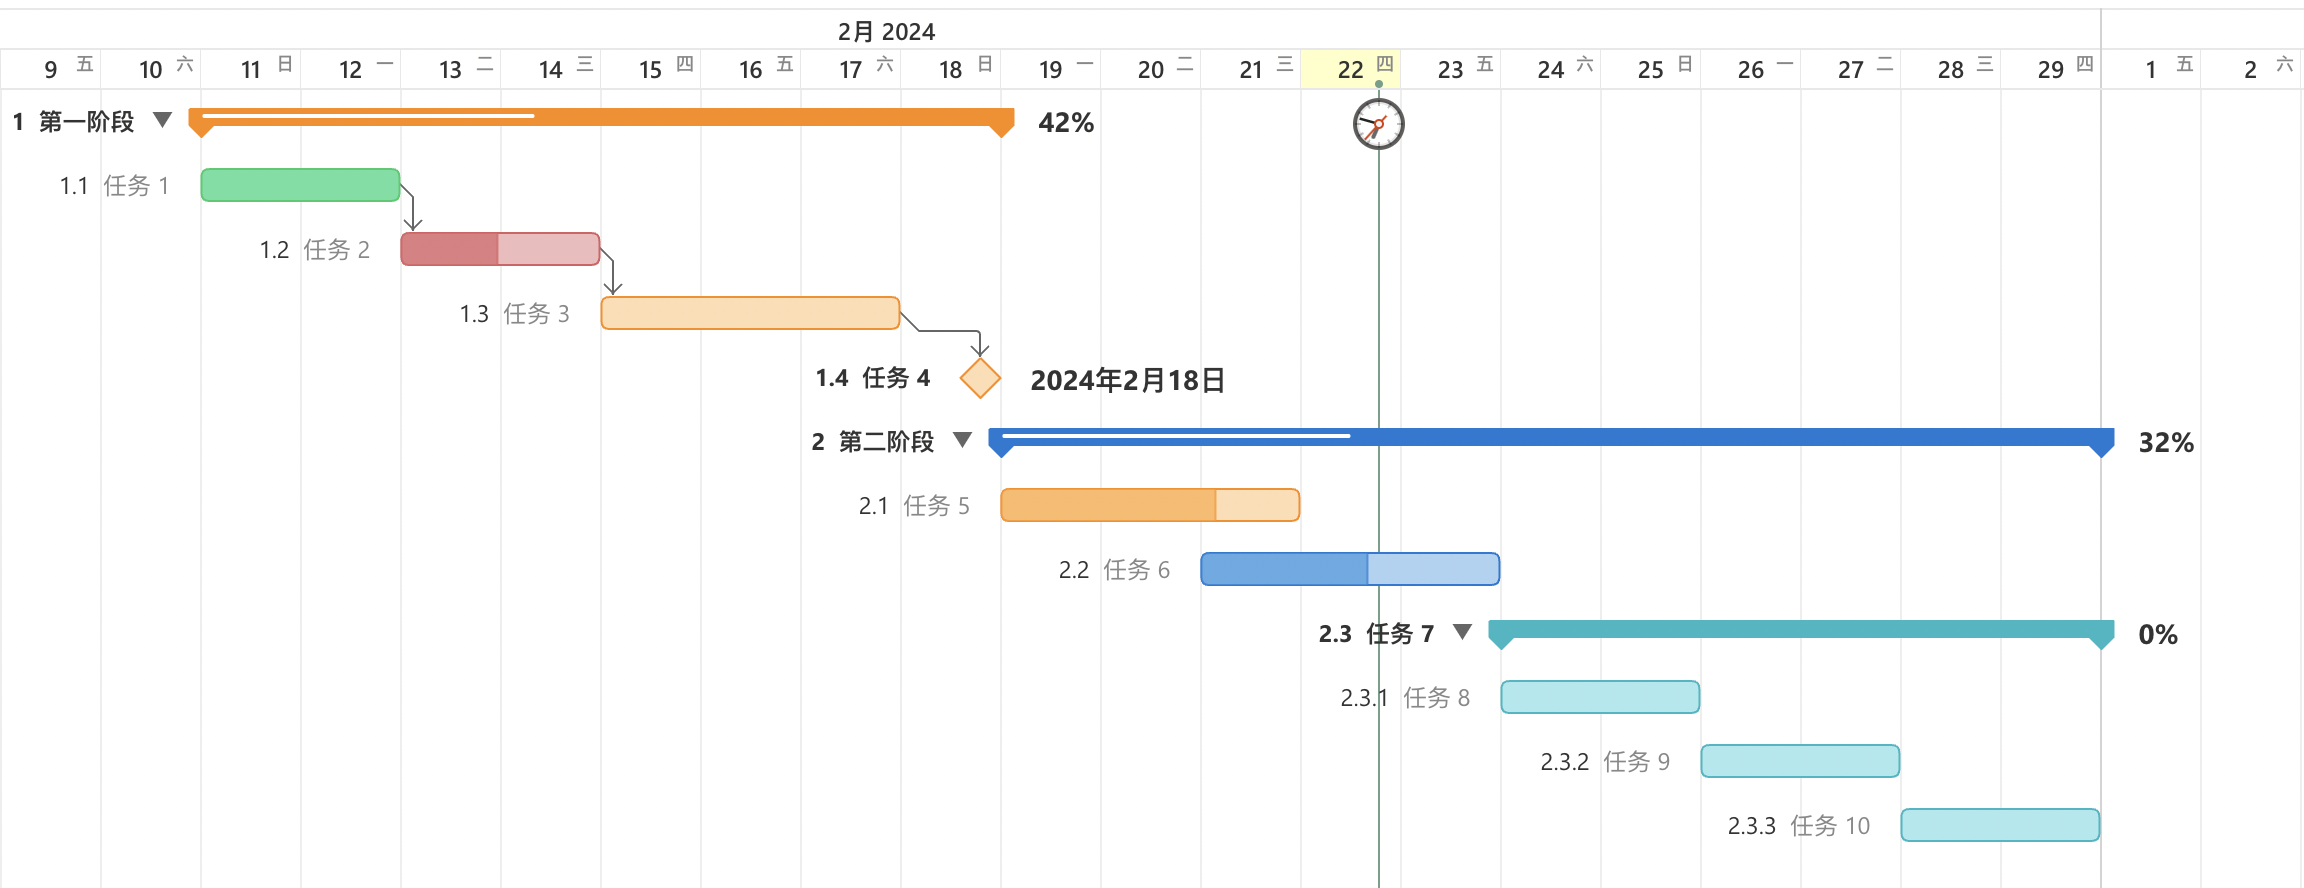 2月 2024
9 五 10 六 11 日 12 一 13 二 14 三 15 四 16 五 17 六 18 日 19 一 20 二 21 三 22 四 23 五 24 六 25 日 26 一 27 二 28 三 29 四 1 五 2 六
1 第一阶段 42%
1.1 任务 1
1.2 任务 2
1.3 任务 3
1.4 任务 4 2024年2月18日
2 第二阶段 32%
2.1 任务 5
2.2 任务 6
2.3 任务 7 0%
2.3.1 任务 8
2.3.2 任务 9
2.3.3 任务 10